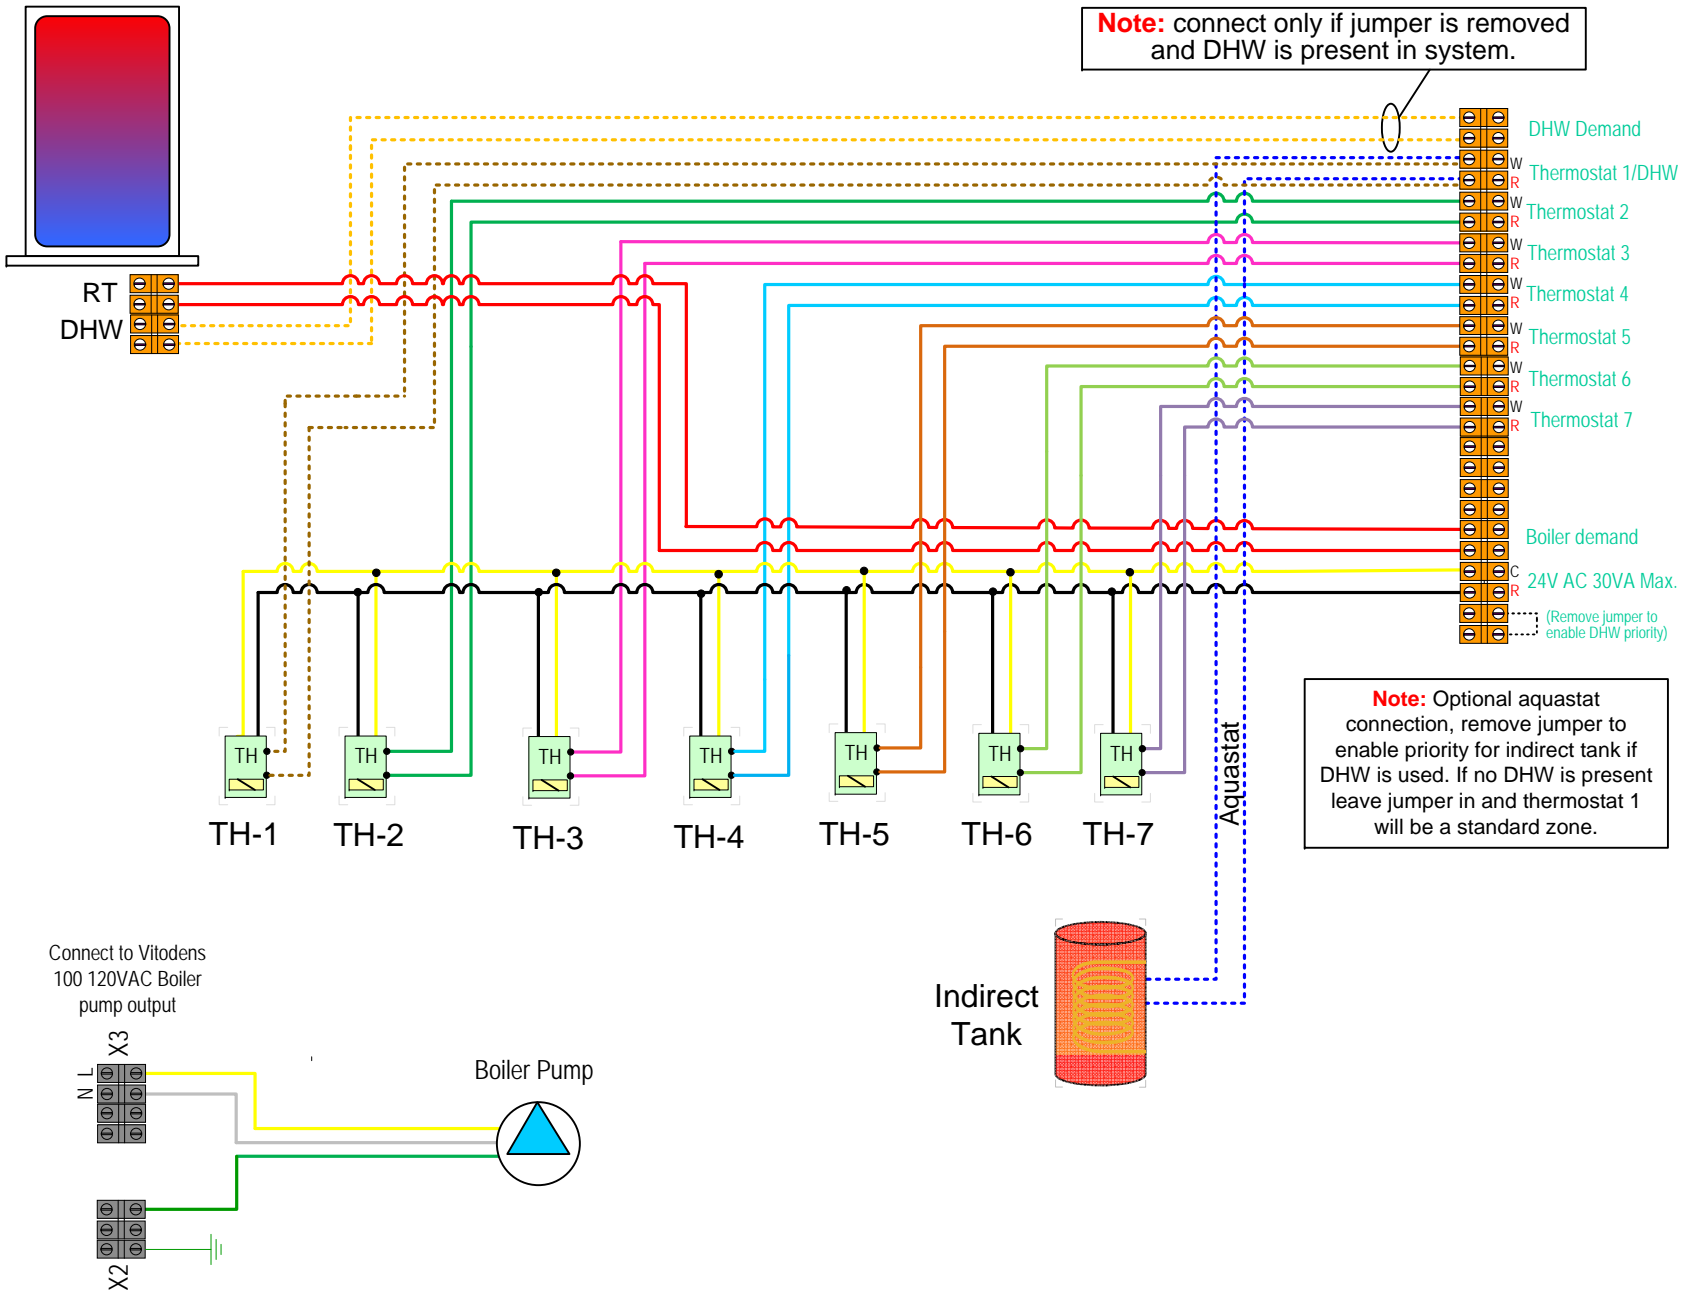 Note: connect only if jumper is removed
and DHW is present in system.
DHW Demand
W
Thermostat 1/DHW
R
W
Thermostat 2
R
W
Thermostat 3
R
RT
W
Thermostat 4
R
DHW
W
Thermostat 5
R
W
Thermostat 6
R
W
Thermostat 7
R
Boiler demand
C
24V AC 30VA Max.
R
(Remove jumper to
enable DHW priority)
Note: Optional aquastat
connection, remove jumper to
enable priority for indirect tank if
DHW is used. If no DHW is present
leave jumper in and thermostat 1
will be a standard zone.
Aquastat
TH
TH
TH
TH
TH
TH
TH
TH-1
TH-2
TH-3
TH-4
TH-5
TH-6
TH-7
Connect to Vitodens
100 120VAC Boiler
pump output
Indirect
Tank
X3
L
N
Boiler Pump
X2